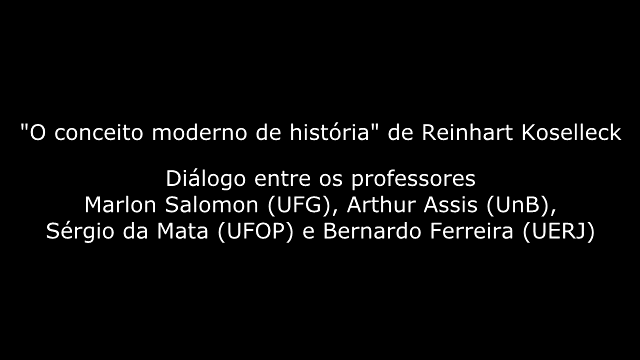 "O conceito moderno de história" de Reinhart Koselleck
Diálogo entre os professores
Marlon Salomon (UFG), Arthur Assis (UnB),
Sérgio da Mata (UFOP) e Bernardo Ferreira (UERJ)